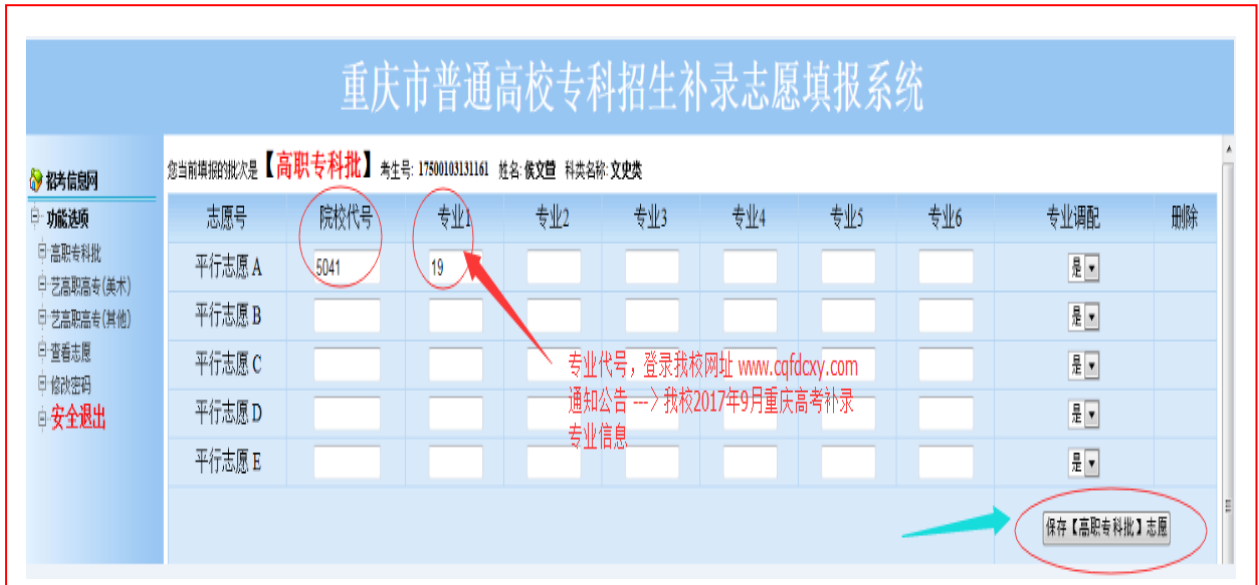 重庆市普通高校专科招生补录志愿填报系统
招考信息网
功能选项
高职专科批
艺高职高专(美术)
艺高职高专(其他)
查看志愿
修改密码
安全退出
您当前填报的批次是【高职专科批】 考生号: 17500103131161 姓名: 侯文萱 科类名称: 文史类
志愿号 院校代号 专业1 专业2 专业3 专业4 专业5 专业6 专业调配 删除
平行志愿 A 5041 19 是
平行志愿 B 是
平行志愿 C 是
平行志愿 D 是
平行志愿 E 是
专业代号，登录我校网址 www.cqfdcxy.com
通知公告 ---〉我校2017年9月重庆高考补录
专业信息
保存【高职专科批】志愿